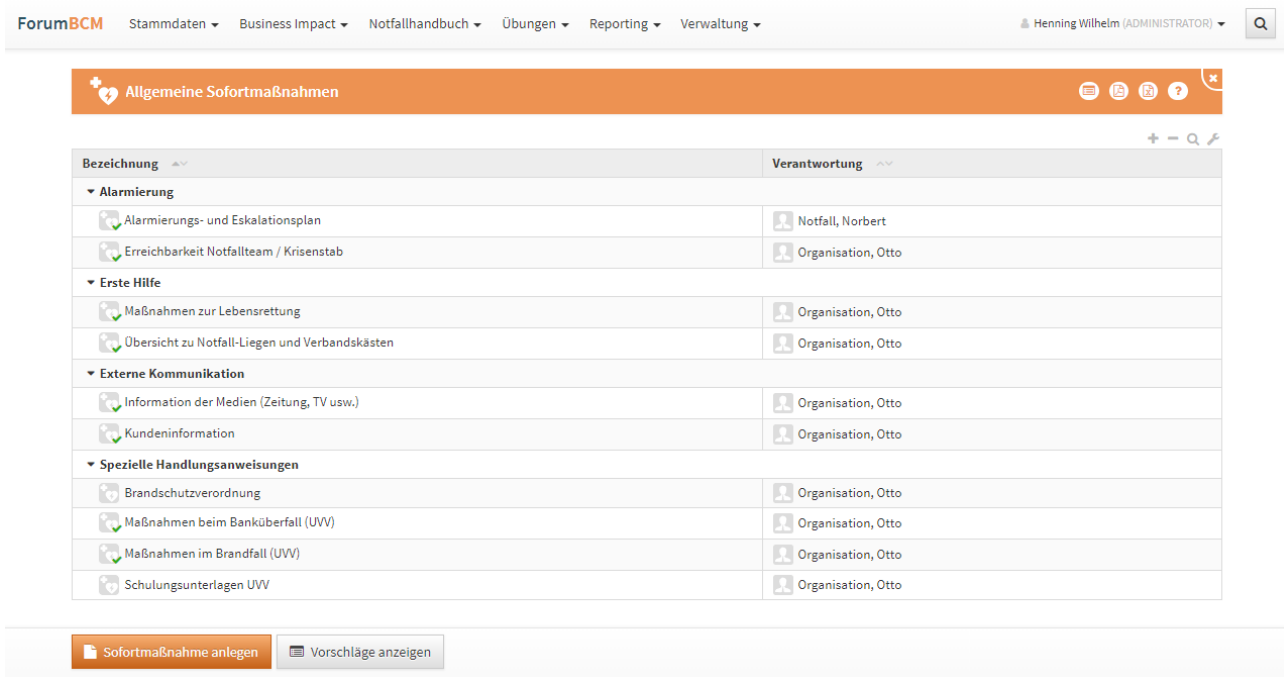 ForumBCM Stammdaten Business Impact Notfallhandbuch Übungen Reporting Verwaltung Henning Wilhelm (ADMINISTRATOR)
Allgemeine Sofortmaßnahmen
Bezeichnung Verantwortung
Alarmierung
Alarmierungs- und Eskalationsplan Notfall, Norbert
Erreichbarkeit Notfallteam / Krisenstab Organisation, Otto
Erste Hilfe
Maßnahmen zur Lebensrettung Organisation, Otto
Übersicht zu Notfall-Liegen und Verbandskästen Organisation, Otto
Externe Kommunikation
Information der Medien (Zeitung, TV usw.) Organisation, Otto
Kundeninformation Organisation, Otto
Spezielle Handlungsanweisungen
Brandschutzverordnung Organisation, Otto
Maßnahmen beim Banküberfall (UVV) Organisation, Otto
Maßnahmen im Brandfall (UVV) Organisation, Otto
Schulungsunterlagen UVV Organisation, Otto
Sofortmaßnahme anlegen Vorschläge anzeigen